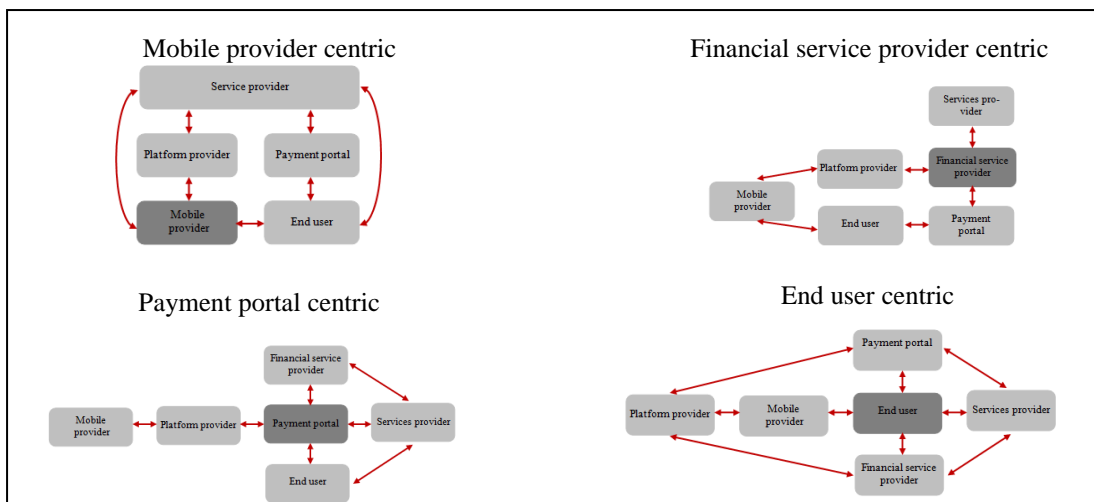 Mobile provider centric
Service provider
Platform provider
Payment portal
Mobile
provider
End user
Financial service provider centric
Services pro-
vider
Platform provider
Financial service
provider
Mobile
provider
End user
Payment
portal
Payment portal centric
Financial service
provider
Mobile
provider
Platform provider
Payment portal
Services provider
End user
End user centric
Payment portal
Platform provider
Mobile
provider
End user
Services provider
Financial service
provider